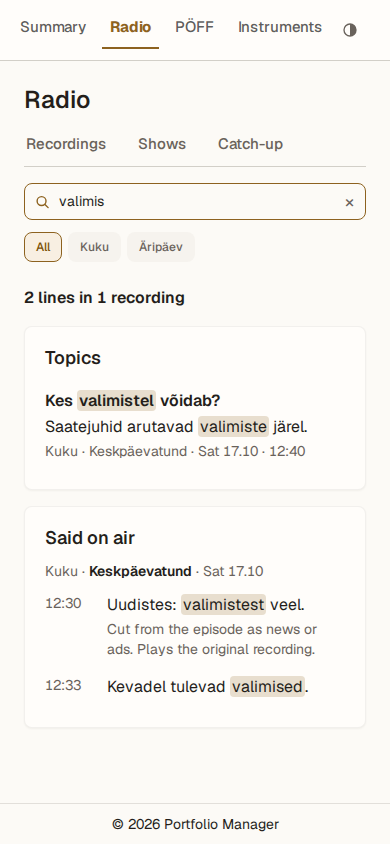 Summary Radio PÖFF Instruments
Radio
Recordings Shows Catch-up
valimis ×
All Kuku Äripäev
2 lines in 1 recording
Topics
Kes valimistel võidab?
Saatejuhid arutavad valimiste järel.
Kuku · Keskpäevatund · Sat 17.10 · 12:40
Said on air
Kuku · Keskpäevatund · Sat 17.10
12:30 Uudistes: valimistest veel.
Cut from the episode as news or
ads. Plays the original recording.
12:33 Kevadel tulevad valimised.
© 2026 Portfolio Manager